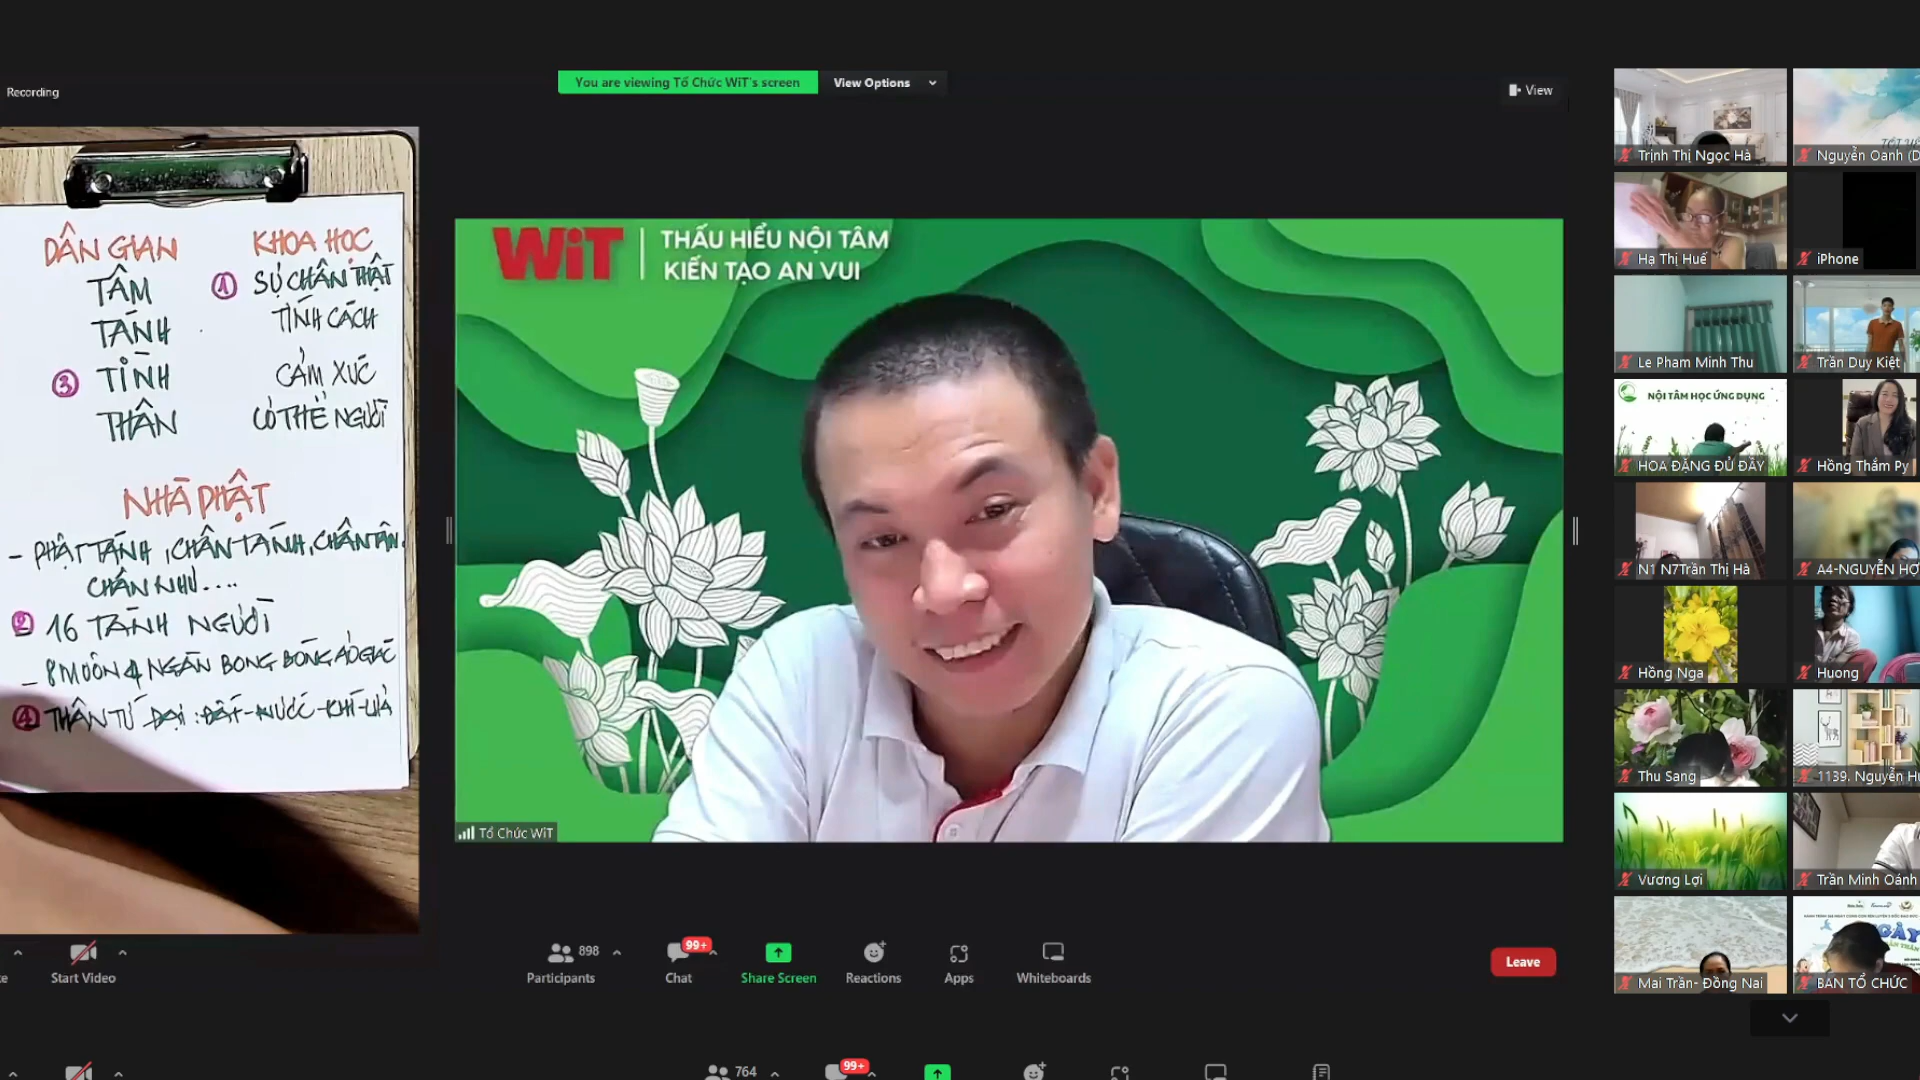 You are viewing Tổ Chức WiT's screen
View Options
Recording
View
DÂN GIAN
KHOA HỌC
TÂM
① SỰ CHÂN THẬT
TÁNH
TÍNH CÁCH
③ TÌNH
CẢM XÚC
THÂN
CƠ THỂ NGƯỜI
NHÀ PHẬT
- PHẬT TÁNH, CHÂN TÁNH, CHÂN TÂM.
CHÂN NHƯ....
② 16 TÁNH NGƯỜI
- 8 MUÔN 4 NGÀN BONG BÓNG ẢO GIÁC
④ THÂN TỨ ĐẠI: ĐẤT-NƯỚC-KHÍ-LỬA
WiT
THẤU HIỂU NỘI TÂM
KIẾN TẠO AN VUI
Tổ Chức WiT
Trịnh Thị Ngọc Hà
Nguyễn Oanh (D
Hạ Thị Huế
iPhone
Le Pham Minh Thu
Trần Duy Kiệt
NỘI TÂM HỌC ỨNG DỤNG
HOA ĐẶNG ĐỦ ĐẦY
Hồng Thắm Py
N1 N7Trần Thị Hà
A4-NGUYỄN HỢ
Hồng Nga
Huong
Thu Sang
1139. Nguyễn Hu
Vương Lợi
Trần Minh Oánh
Mai Trần- Đồng Nai
BAN TỔ CHỨC
Start Video
898
Participants
99+
Chat
Share Screen
Reactions
Apps
Whiteboards
Leave
764
99+